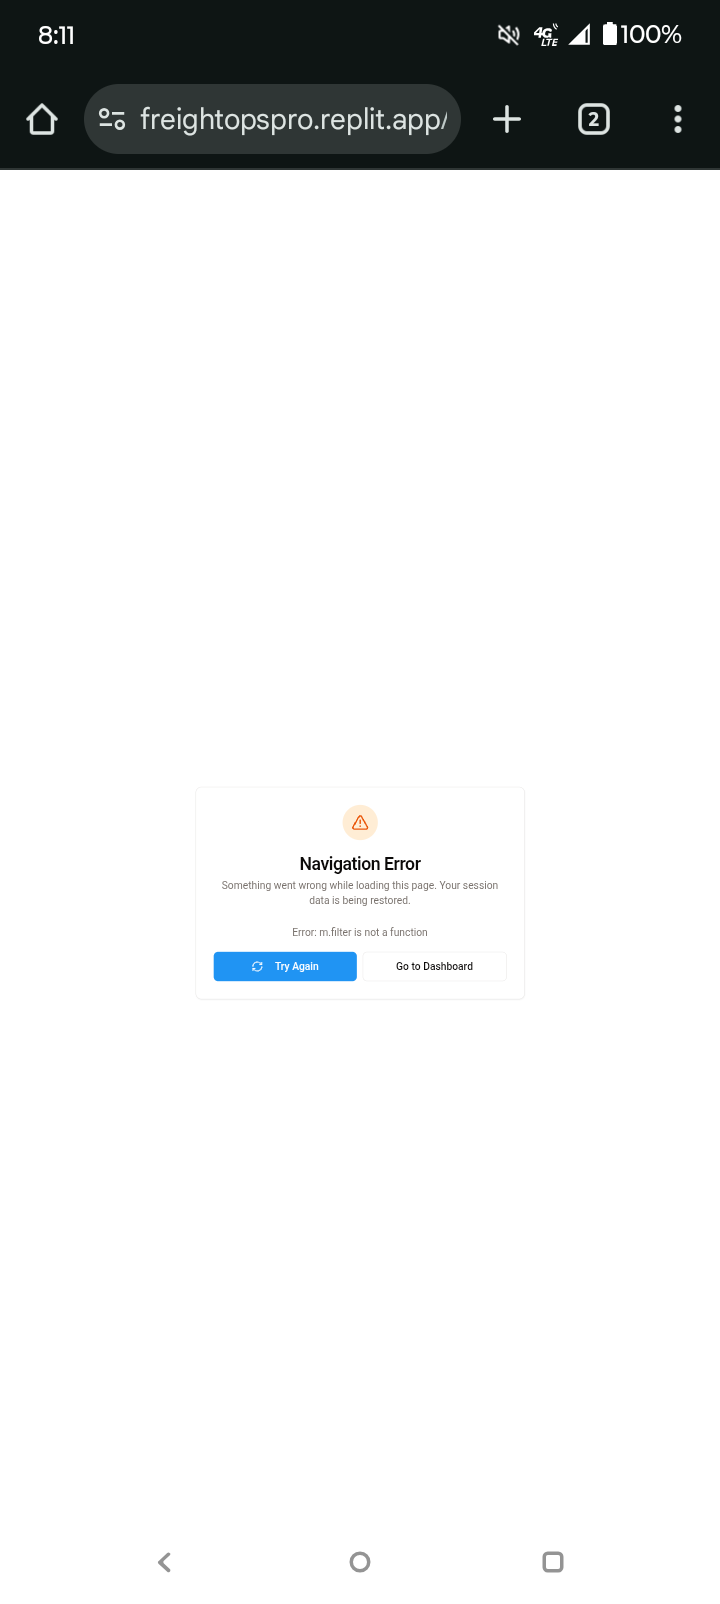 8:11
4G LTE
100%
freightopspro.replit.app/
2
Navigation Error
Something went wrong while loading this page. Your session
data is being restored.
Error: m.filter is not a function
Try Again
Go to Dashboard